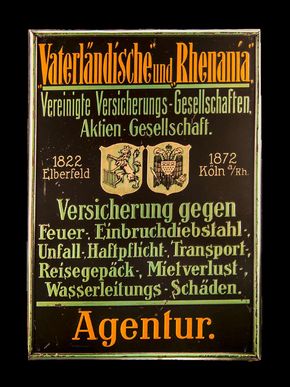 „Vaterländische“ und „Rhenania“
Vereinigte Versicherungs-Gesellschaften,
Aktien-Gesellschaft.
1822 1872
Elberfeld Köln a/Rh.
Versicherung gegen
Feuer-, Einbruchdiebstahl-,
Unfall-, Haftpflicht-, Transport-,
Reisegepäck-, Mietverlust-,
Wasserleitungs-Schäden.
Agentur.